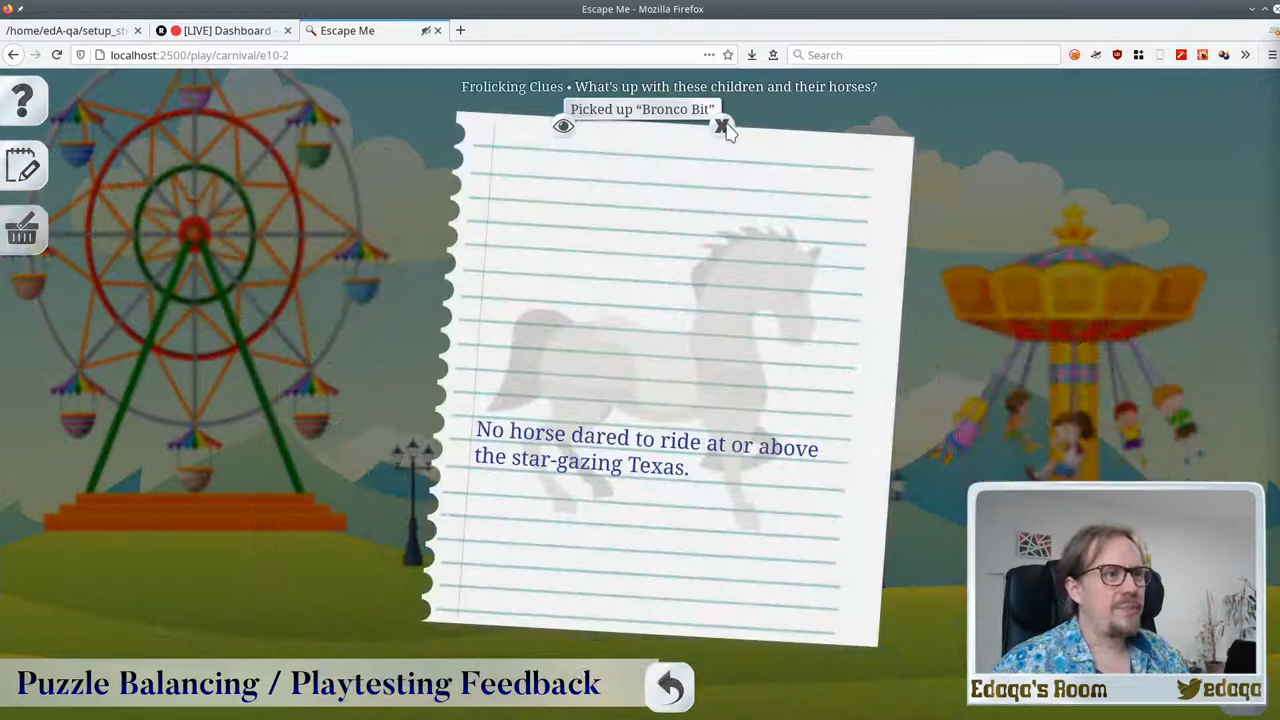 Escape Me - Mozilla Firefox
/home/edA-qa/setup_st
[LIVE] Dashboard -
Escape Me
localhost:2500/play/carnival/e10-2
Search
Frolicking Clues • What's up with these children and their horses?
Picked up “Bronco Bit”
No horse dared to ride at or above
the star-gazing Texas.
Puzzle Balancing / Playtesting Feedback
Edaqa's Room
edaqa